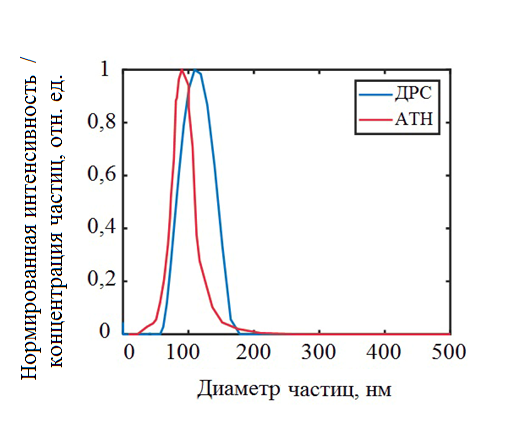 Нормированная интенсивность /
концентрация частиц, отн. ед.
1
0,8
0,6
0,4
0,2
0
ДРС
АТН
0 100 200 300 400 500
Диаметр частиц, нм